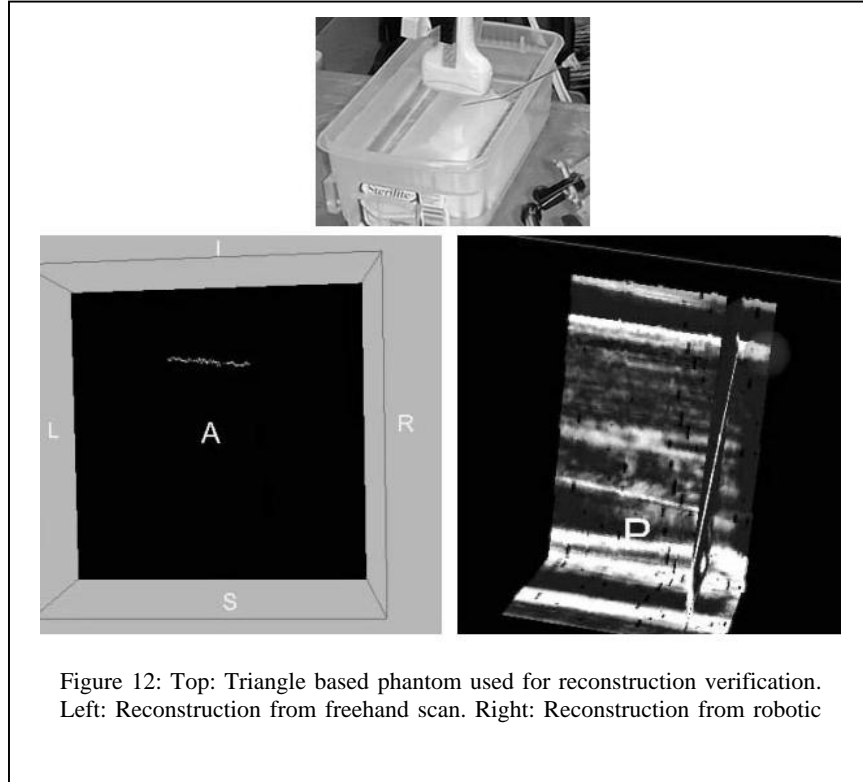 Sterilite
I
L
A
R
S
P
Figure 12: Top: Triangle based phantom used for reconstruction verification.
Left: Reconstruction from freehand scan. Right: Reconstruction from robotic